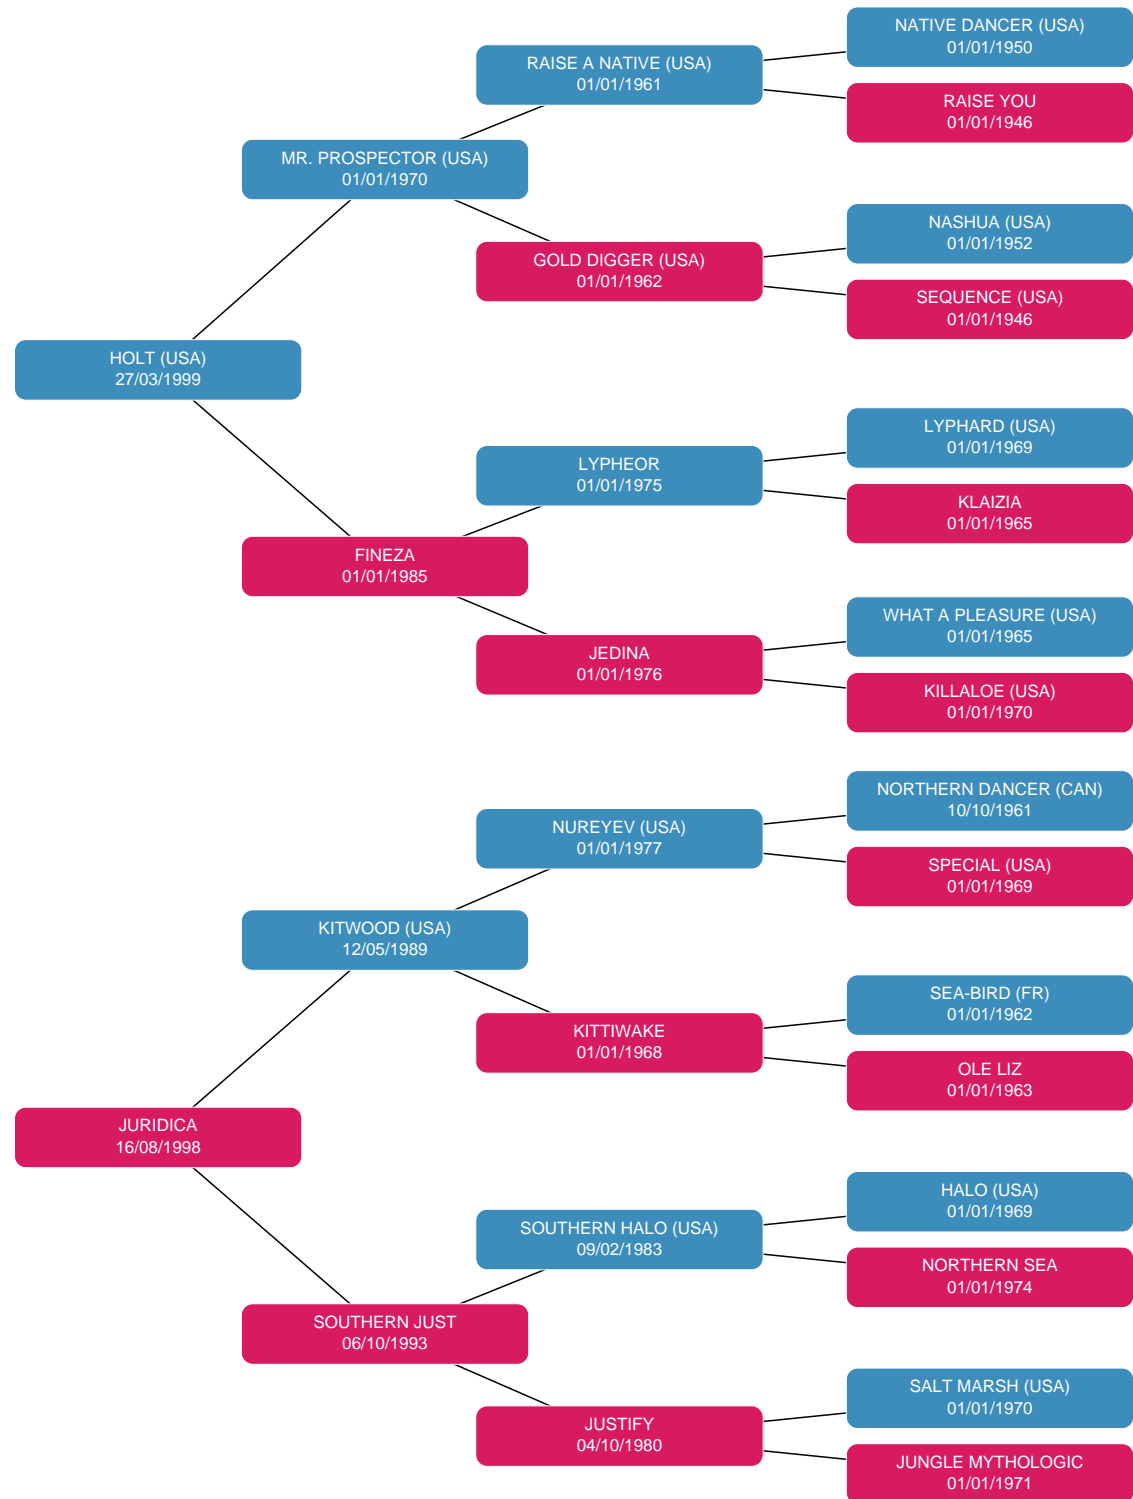 NATIVE DANCER (USA)
01/01/1950
RAISE A NATIVE (USA)
01/01/1961
RAISE YOU
01/01/1946
MR. PROSPECTOR (USA)
01/01/1970
NASHUA (USA)
01/01/1952
GOLD DIGGER (USA)
01/01/1962
SEQUENCE (USA)
01/01/1946
HOLT (USA)
27/03/1999
LYPHARD (USA)
01/01/1969
LYPHEOR
01/01/1975
KLAIZIA
01/01/1965
FINEZA
01/01/1985
WHAT A PLEASURE (USA)
01/01/1965
JEDINA
01/01/1976
KILLALOE (USA)
01/01/1970
NORTHERN DANCER (CAN)
10/10/1961
NUREYEV (USA)
01/01/1977
SPECIAL (USA)
01/01/1969
KITWOOD (USA)
12/05/1989
SEA-BIRD (FR)
01/01/1962
KITTIWAKE
01/01/1968
OLE LIZ
01/01/1963
JURIDICA
16/08/1998
HALO (USA)
01/01/1969
SOUTHERN HALO (USA)
09/02/1983
NORTHERN SEA
01/01/1974
SOUTHERN JUST
06/10/1993
SALT MARSH (USA)
01/01/1970
JUSTIFY
04/10/1980
JUNGLE MYTHOLOGIC
01/01/1971